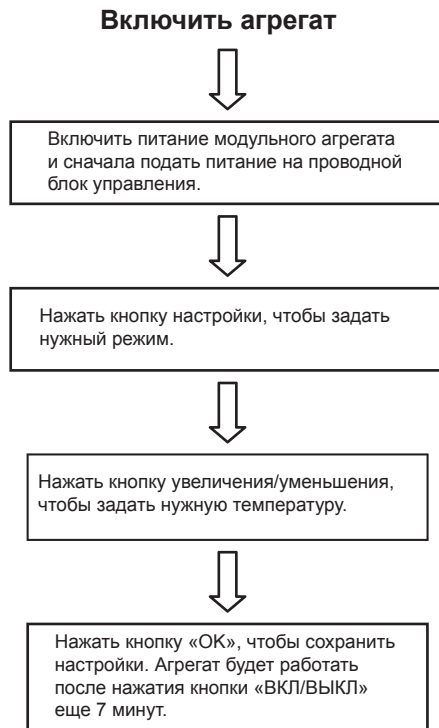 Включить агрегат
Включить питание модульного агрегата
и сначала подать питание на проводной
блок управления.
Нажать кнопку настройки, чтобы задать
нужный режим.
Нажать кнопку увеличения/уменьшения,
чтобы задать нужную температуру.
Нажать кнопку «OK», чтобы сохранить
настройки. Агрегат будет работать
после нажатия кнопки «ВКЛ/ВЫКЛ»
еще 7 минут.